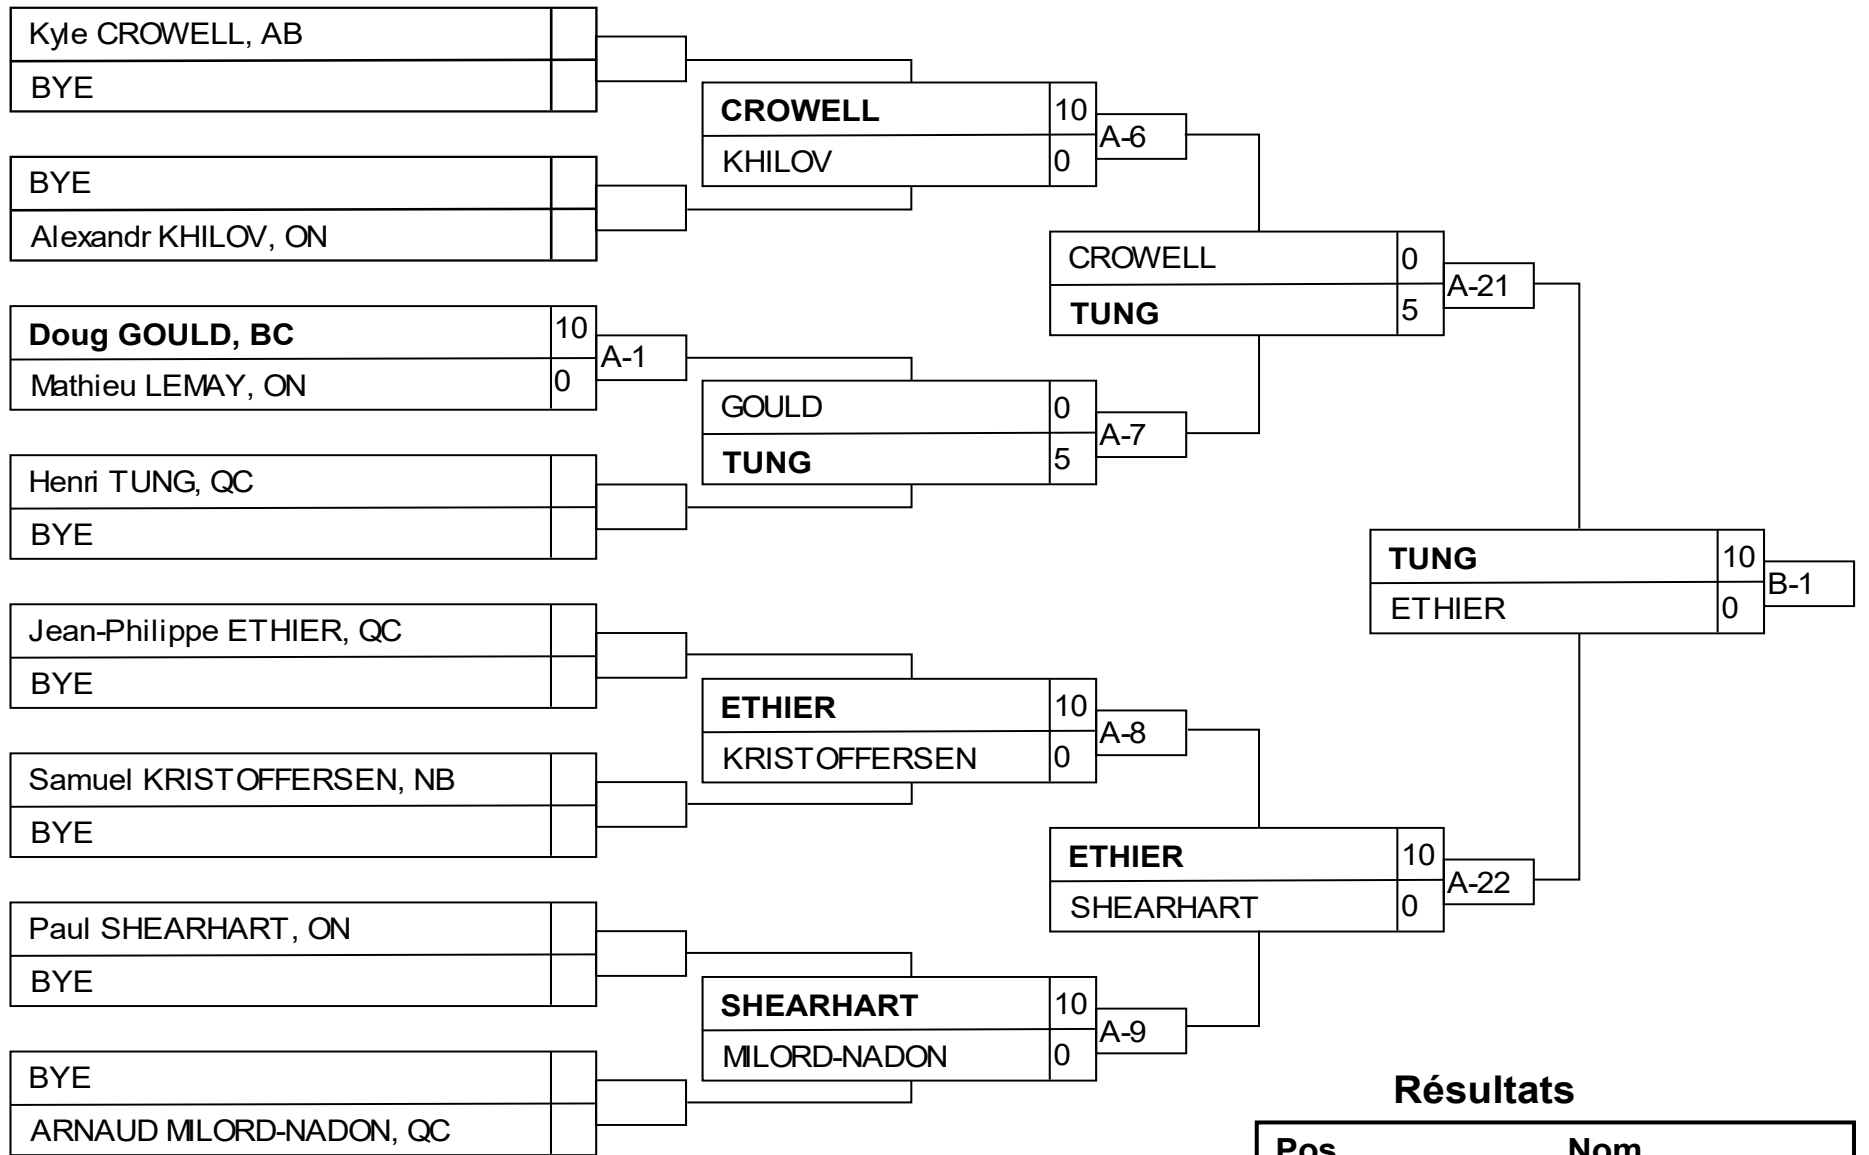 Kyle CROWELL, AB
BYE
BYE
Alexandr KHILOV, ON
Doug GOULD, BC 10
Mathieu LEMAY, ON 0
A-1
Henri TUNG, QC
BYE
Jean-Philippe ETHIER, QC
BYE
Samuel KRISTOFFERSEN, NB
BYE
Paul SHEARHART, ON
BYE
BYE
ARNAUD MILORD-NADON, QC
CROWELL 10
KHILOV 0
A-6
GOULD 0
TUNG 5
A-7
ETHIER 10
KRISTOFFERSEN 0
A-8
SHEARHART 10
MILORD-NADON 0
A-9
CROWELL 0
TUNG 5
A-21
ETHIER 10
SHEARHART 0
A-22
TUNG 10
ETHIER 0
B-1
Résultats
Pos Nom